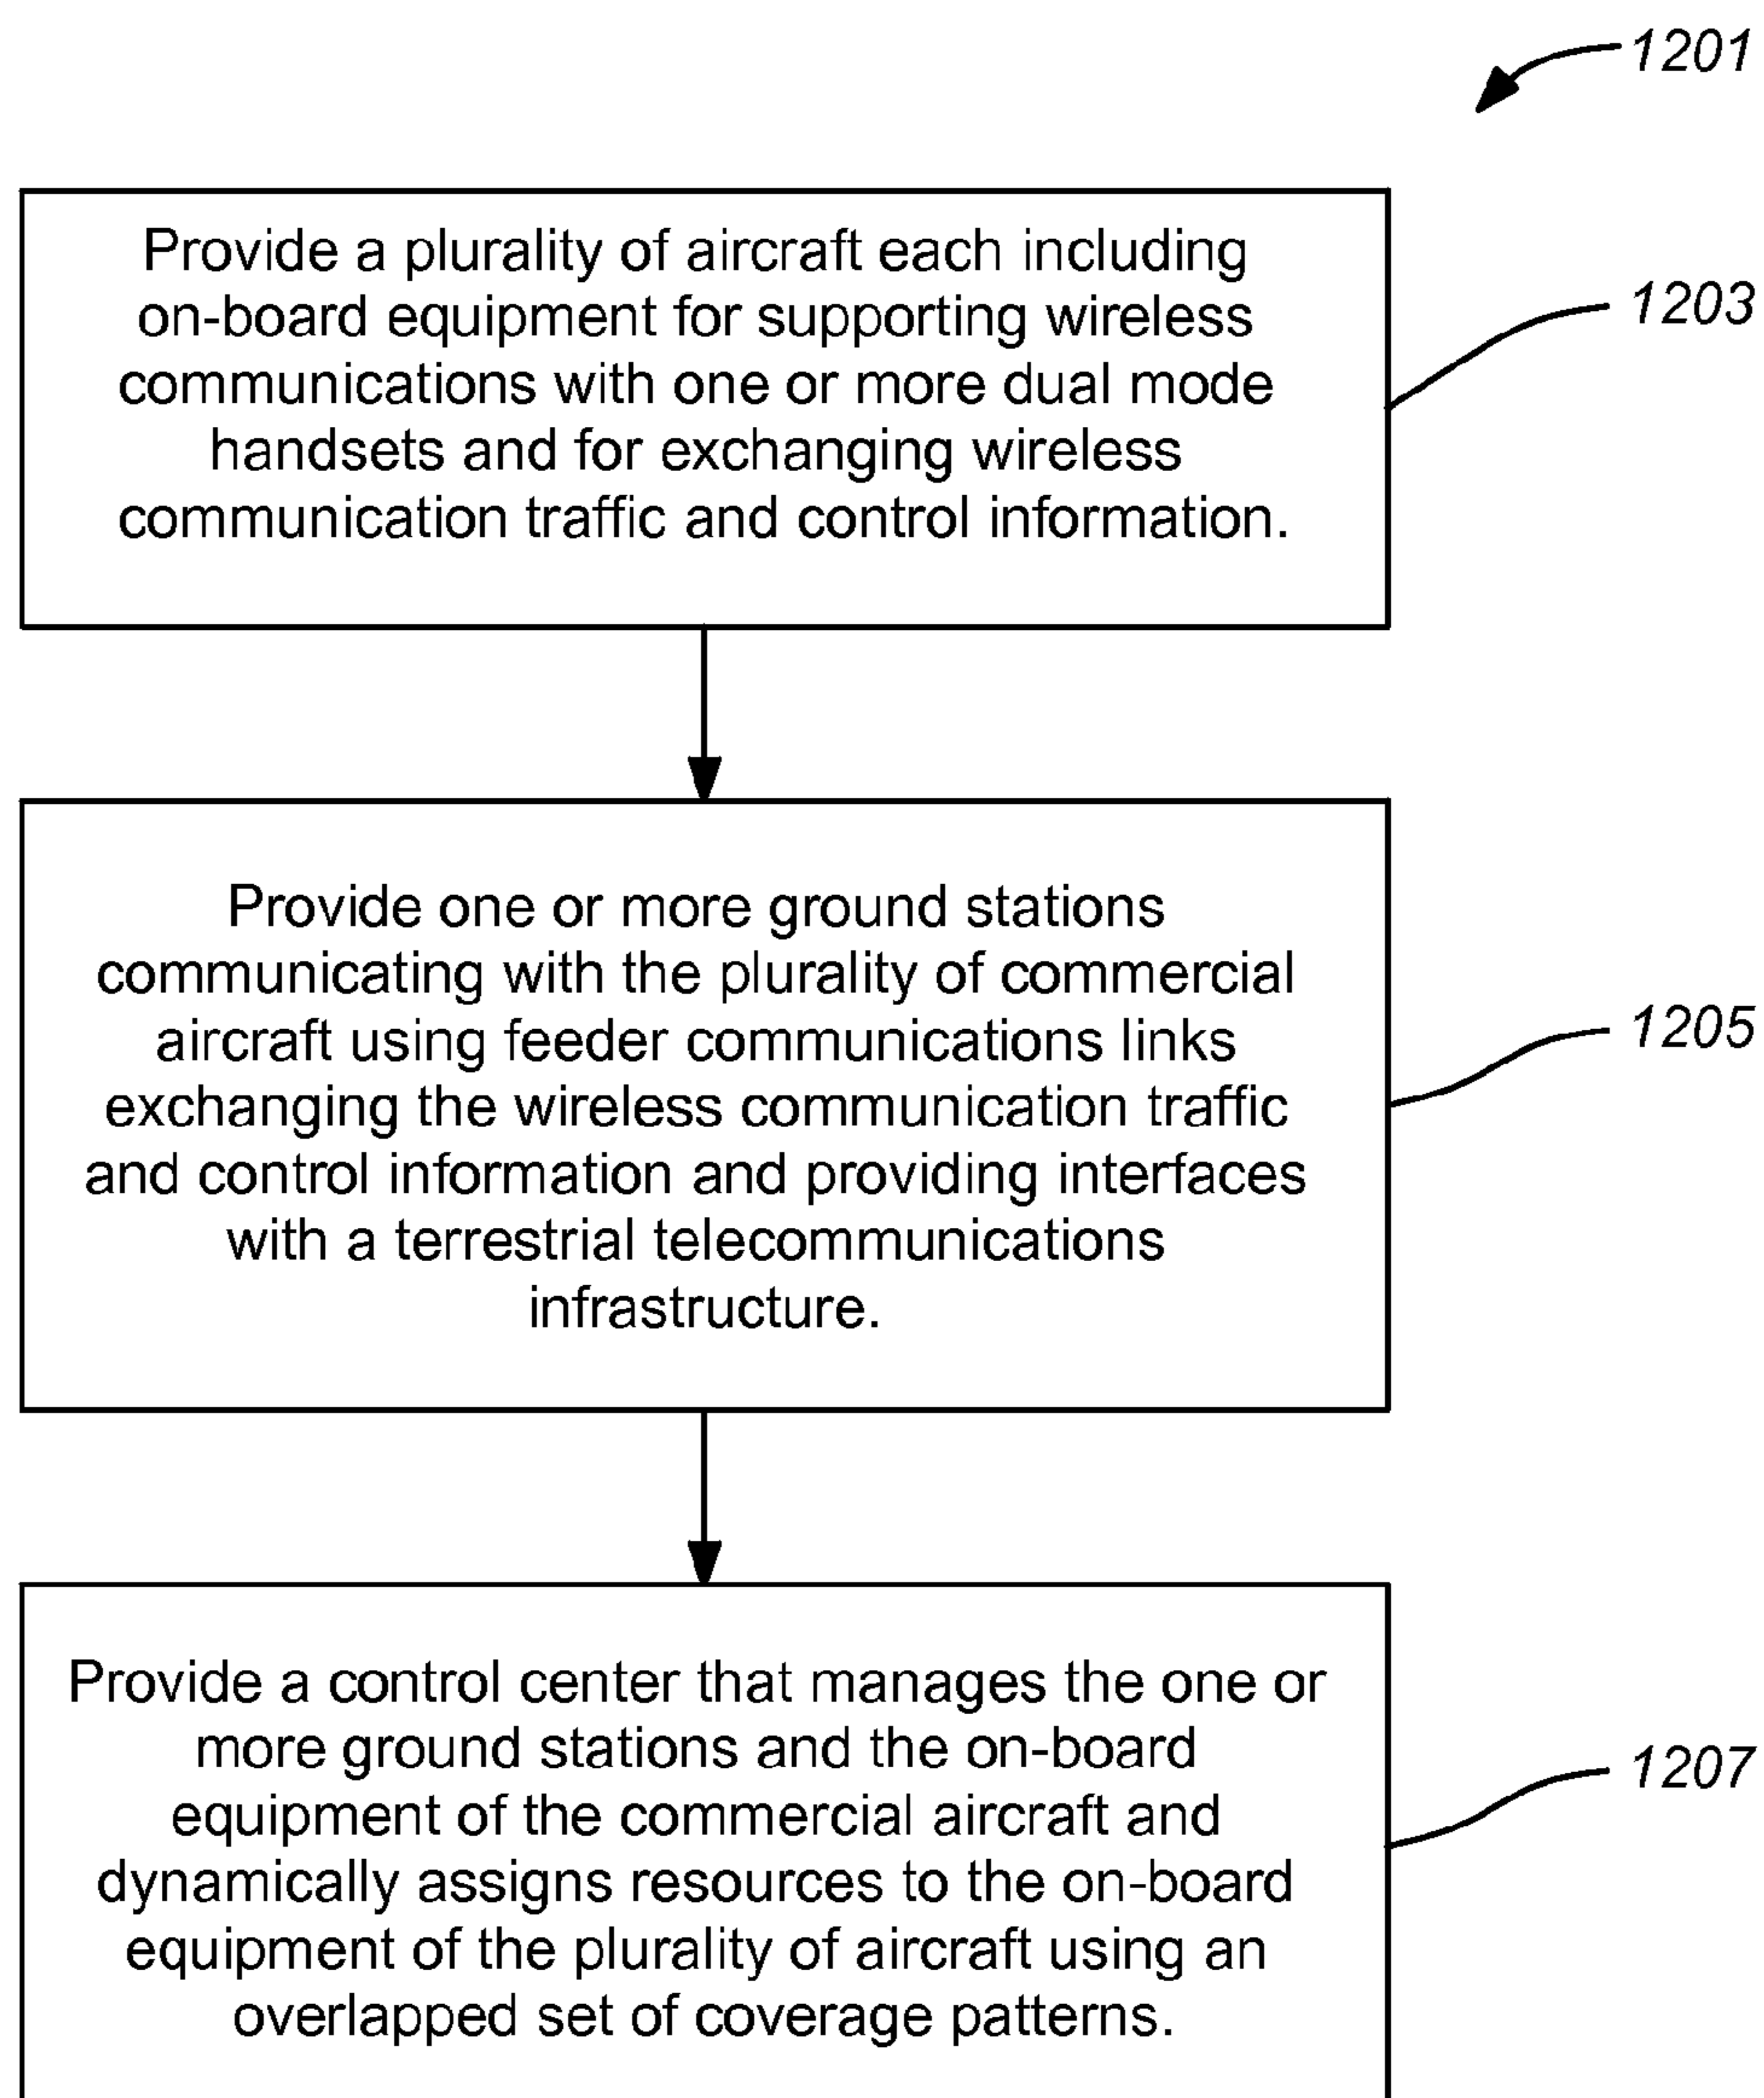 1201
Provide a plurality of aircraft each including
on-board equipment for supporting wireless
communications with one or more dual mode
handsets and for exchanging wireless
communication traffic and control information.
1203
Provide one or more ground stations
communicating with the plurality of commercial
aircraft using feeder communications links
exchanging the wireless communication traffic
and control information and providing interfaces
with a terrestrial telecommunications
infrastructure.
1205
Provide a control center that manages the one or
more ground stations and the on-board
equipment of the commercial aircraft and
dynamically assigns resources to the on-board
equipment of the plurality of aircraft using an
overlapped set of coverage patterns.
1207